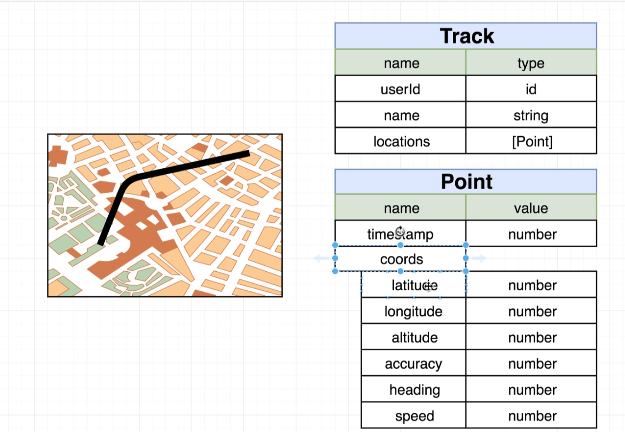 Track
name type
userId id
name string
locations [Point]
Point
name value
timestamp number
coords
latitude number
longitude number
altitude number
accuracy number
heading number
speed number